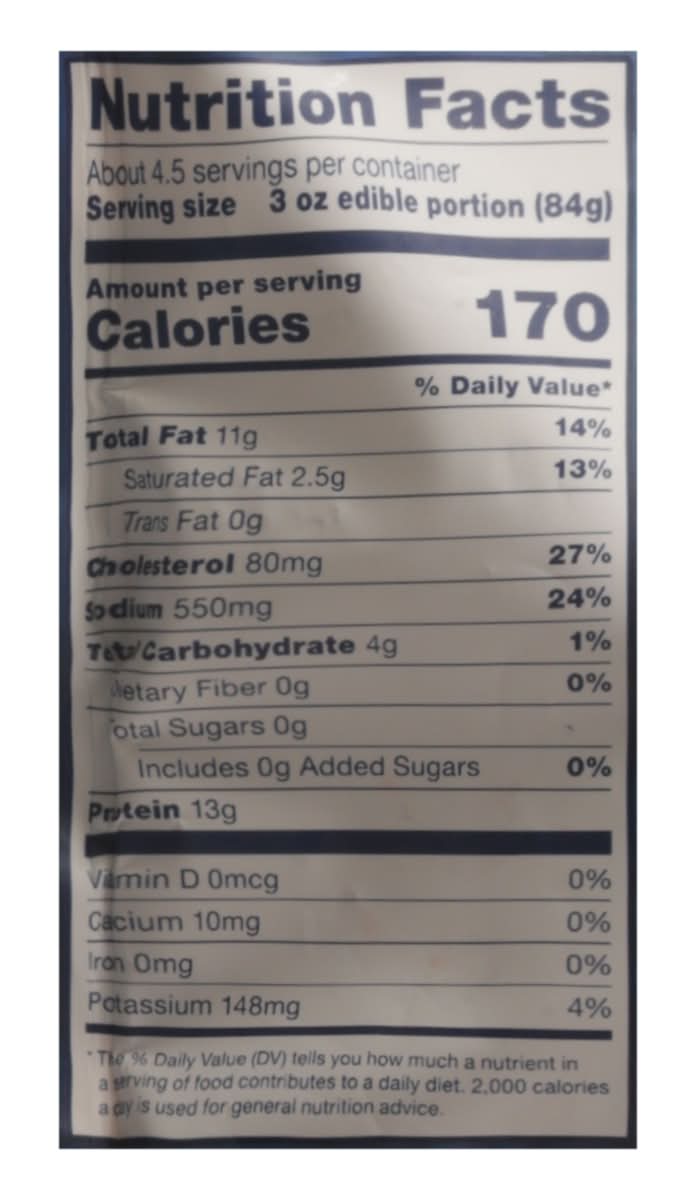 Nutrition Facts
About 4.5 servings per container
Serving size 3 oz edible portion (84g)
Amount per serving
Calories 170
% Daily Value*
Total Fat 11g 14%
Saturated Fat 2.5g 13%
Trans Fat 0g
Cholesterol 80mg 27%
Sodium 550mg 24%
Total Carbohydrate 4g 1%
Dietary Fiber 0g 0%
Total Sugars 0g
Includes 0g Added Sugars 0%
Protein 13g
Vitamin D 0mcg 0%
Calcium 10mg 0%
Iron 0mg 0%
Potassium 148mg 4%
* The % Daily Value (DV) tells you how much a nutrient in
a serving of food contributes to a daily diet. 2,000 calories
a day is used for general nutrition advice.